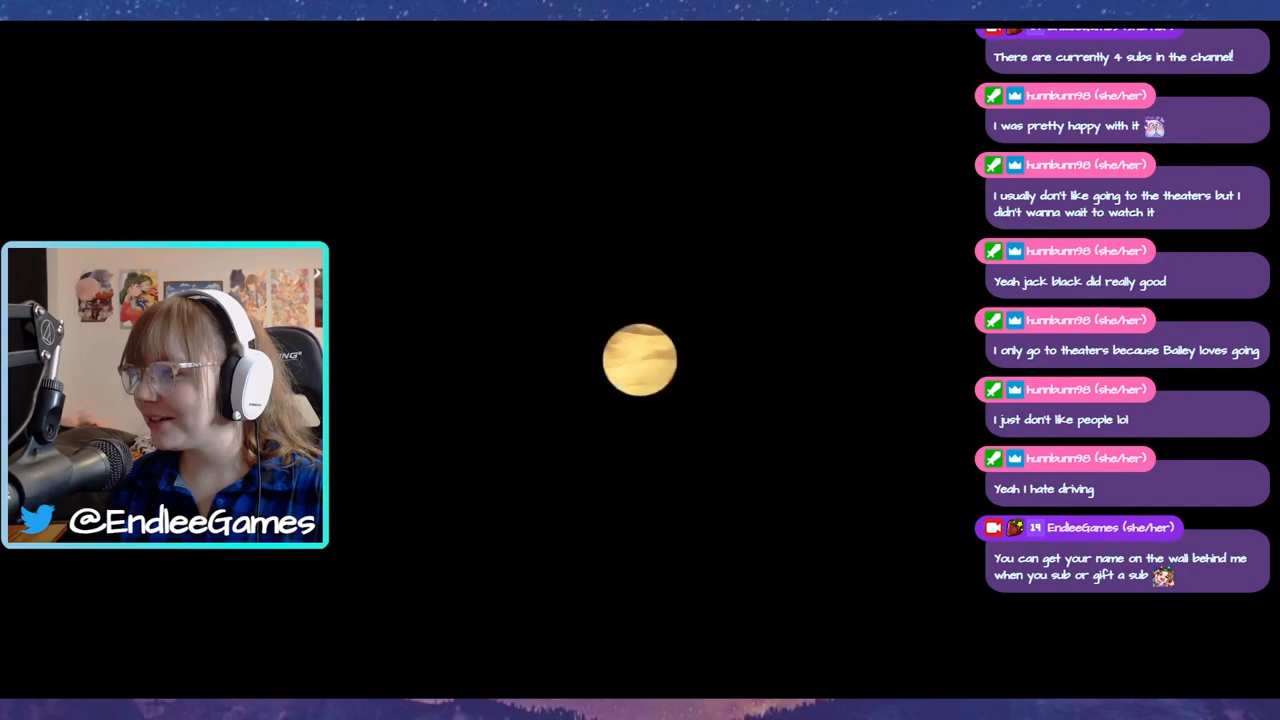 There are currently 4 subs in the channel!
hunnbunn98 (she/her)
I was pretty happy with it
hunnbunn98 (she/her)
I usually don't like going to the theaters but I
didn't wanna wait to watch it
hunnbunn98 (she/her)
Yeah jack black did really good
hunnbunn98 (she/her)
I only go to theaters because Bailey loves going
hunnbunn98 (she/her)
I just don't like people lol
hunnbunn98 (she/her)
Yeah I hate driving
19 EndleeGames (she/her)
You can get your name on the wall behind me
when you sub or gift a sub
@EndleeGames